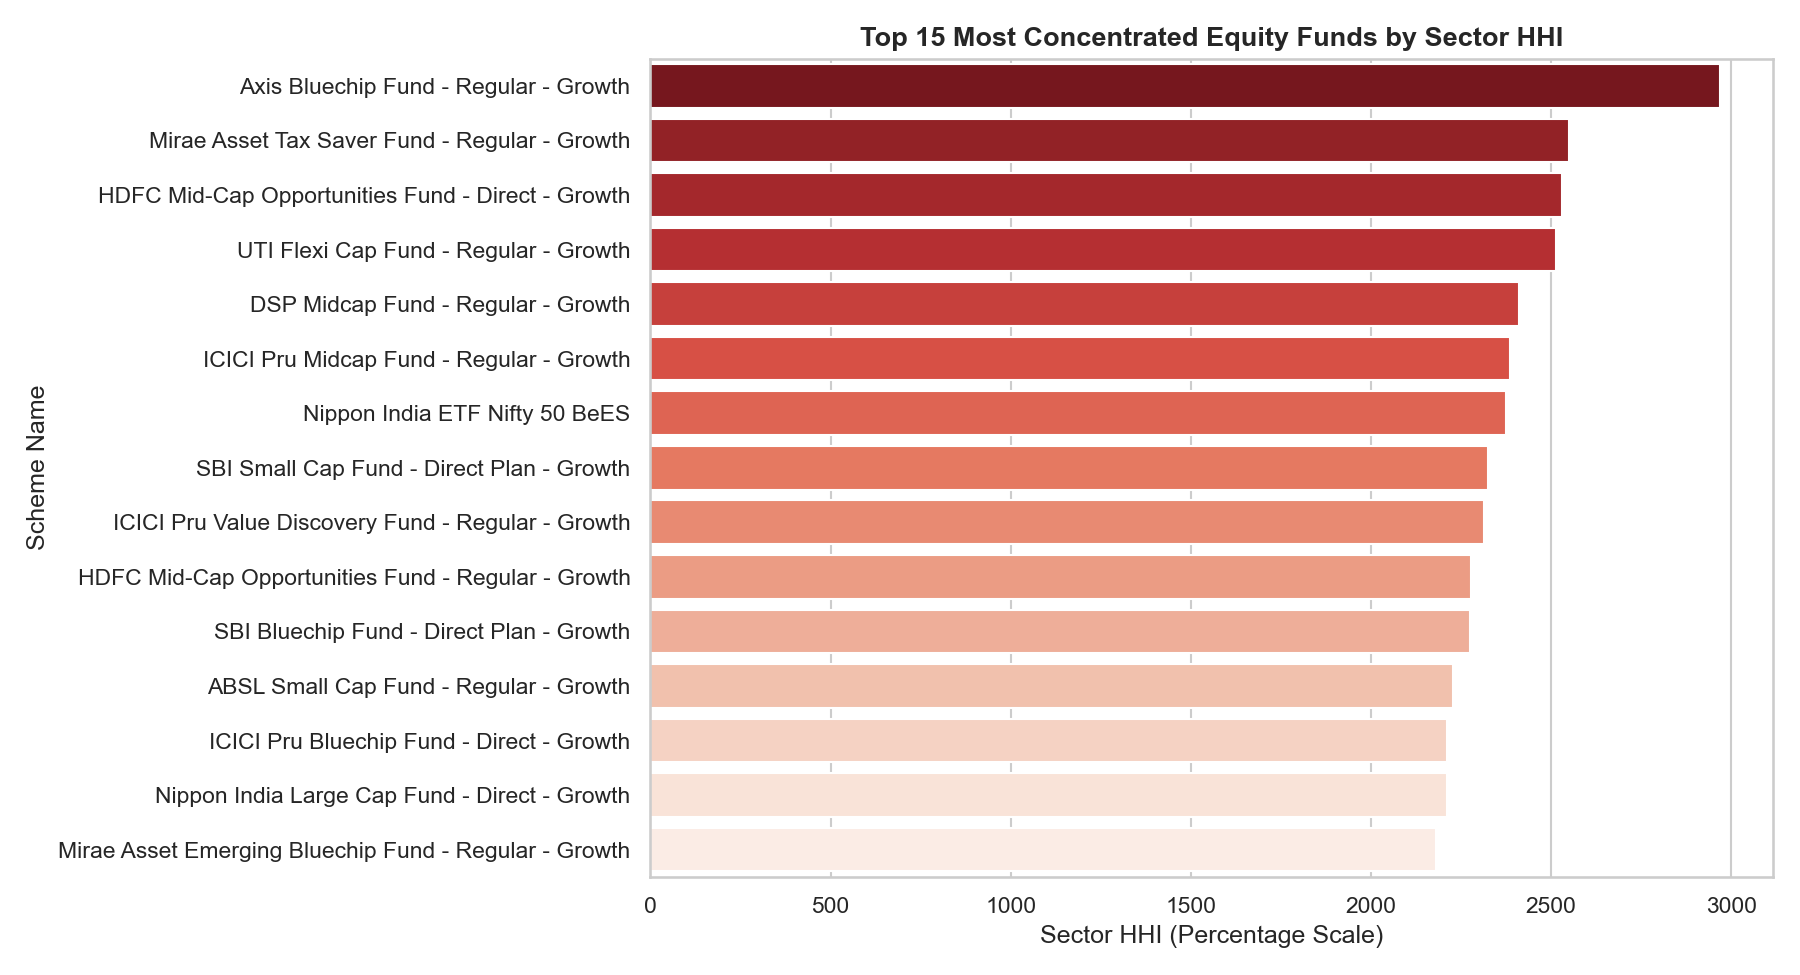 Top 15 Most Concentrated Equity Funds by Sector HHI
Scheme Name
Axis Bluechip Fund - Regular - Growth
Mirae Asset Tax Saver Fund - Regular - Growth
HDFC Mid-Cap Opportunities Fund - Direct - Growth
UTI Flexi Cap Fund - Regular - Growth
DSP Midcap Fund - Regular - Growth
ICICI Pru Midcap Fund - Regular - Growth
Nippon India ETF Nifty 50 BeES
SBI Small Cap Fund - Direct Plan - Growth
ICICI Pru Value Discovery Fund - Regular - Growth
HDFC Mid-Cap Opportunities Fund - Regular - Growth
SBI Bluechip Fund - Direct Plan - Growth
ABSL Small Cap Fund - Regular - Growth
ICICI Pru Bluechip Fund - Direct - Growth
Nippon India Large Cap Fund - Direct - Growth
Mirae Asset Emerging Bluechip Fund - Regular - Growth
0 500 1000 1500 2000 2500 3000
Sector HHI (Percentage Scale)